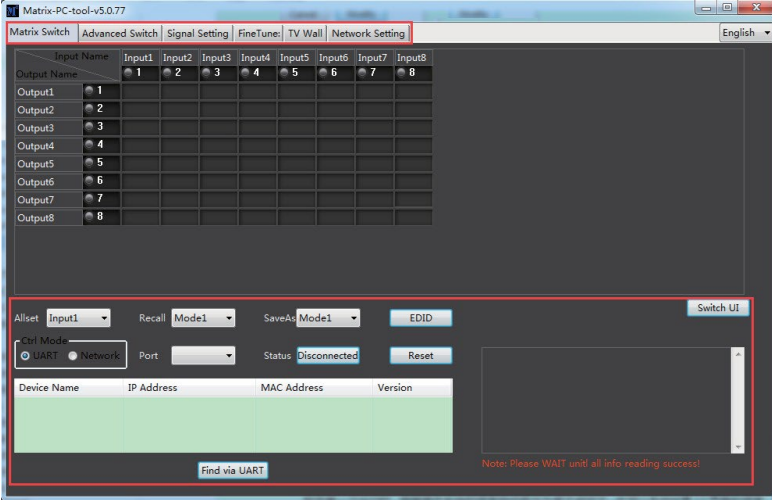 Matrix-PC-tool-v5.0.77
Matrix Switch Advanced Switch Signal Setting FineTune: TV Wall Network Setting English
Input Name Input1 Input2 Input3 Input4 Input5 Input6 Input7 Input8
Output Name 1 2 3 4 5 6 7 8
Output1 1
Output2 2
Output3 3
Output4 4
Output5 5
Output6 6
Output7 7
Output8 8
Switch UI
Allset Input1 Recall Mode1 SaveAs Mode1 EDID
Ctrl Mode
UART Network Port Status Disconnected Reset
Device Name IP Address MAC Address Version
Note: Please WAIT unitl all info reading success!
Find via UART